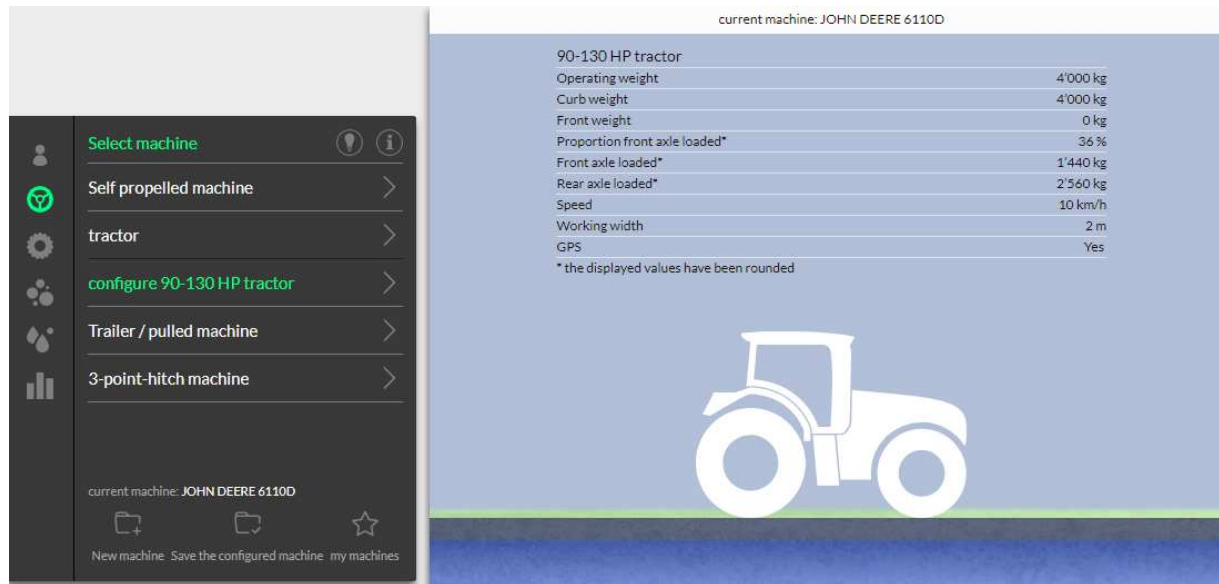 current machine: JOHN DEERE 6110D
90-130 HP tractor
Operating weight 4'000 kg
Curb weight 4'000 kg
Front weight 0 kg
Proportion front axle loaded* 36 %
Front axle loaded* 1'440 kg
Rear axle loaded* 2'560 kg
Speed 10 km/h
Working width 2 m
GPS Yes
* the displayed values have been rounded
Select machine
Self propelled machine
tractor
configure 90-130 HP tractor
Trailer / pulled machine
3-point-hitch machine
current machine: JOHN DEERE 6110D
New machine Save the configured machine my machines